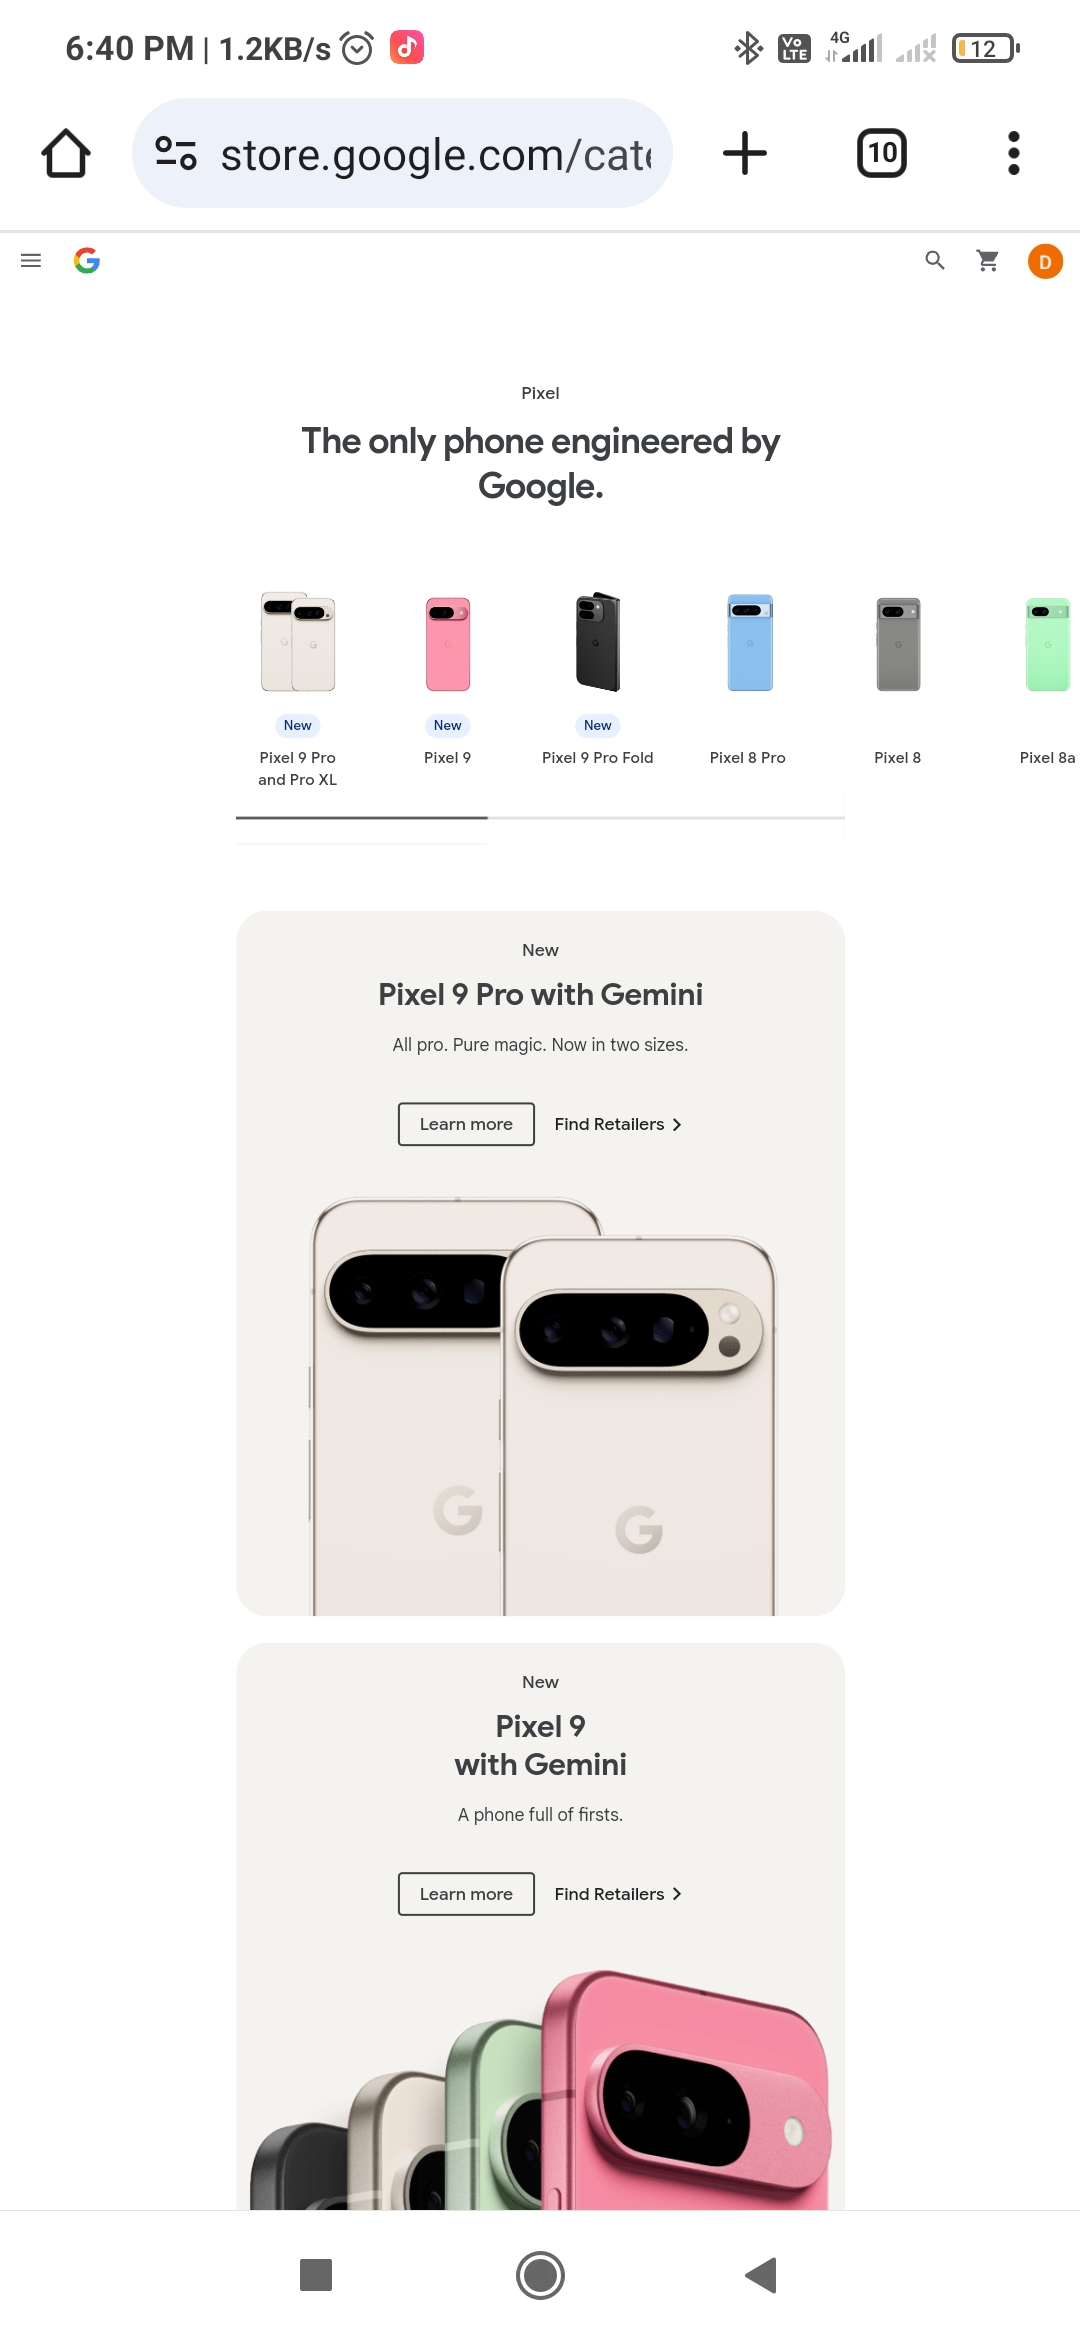 6:40 PM | 1.2KB/s
Vo LTE
4G
12
store.google.com/cate
10
D
Pixel
The only phone engineered by
Google.
New
New
New
Pixel 9 Pro
and Pro XL
Pixel 9
Pixel 9 Pro Fold
Pixel 8 Pro
Pixel 8
Pixel 8a
New
Pixel 9 Pro with Gemini
All pro. Pure magic. Now in two sizes.
Learn more
Find Retailers
New
Pixel 9
with Gemini
A phone full of firsts.
Learn more
Find Retailers